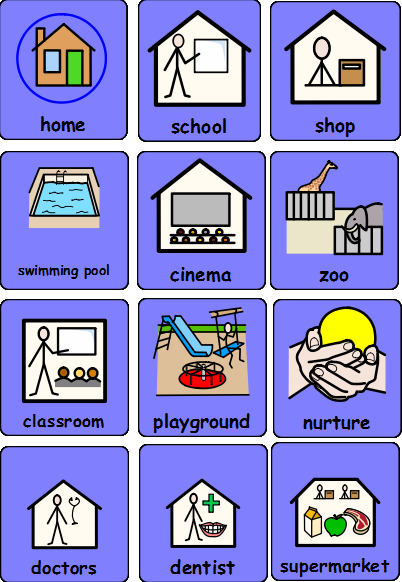 home
school
shop
swimming pool
cinema
zoo
classroom
playground
nurture
doctors
dentist
supermarket